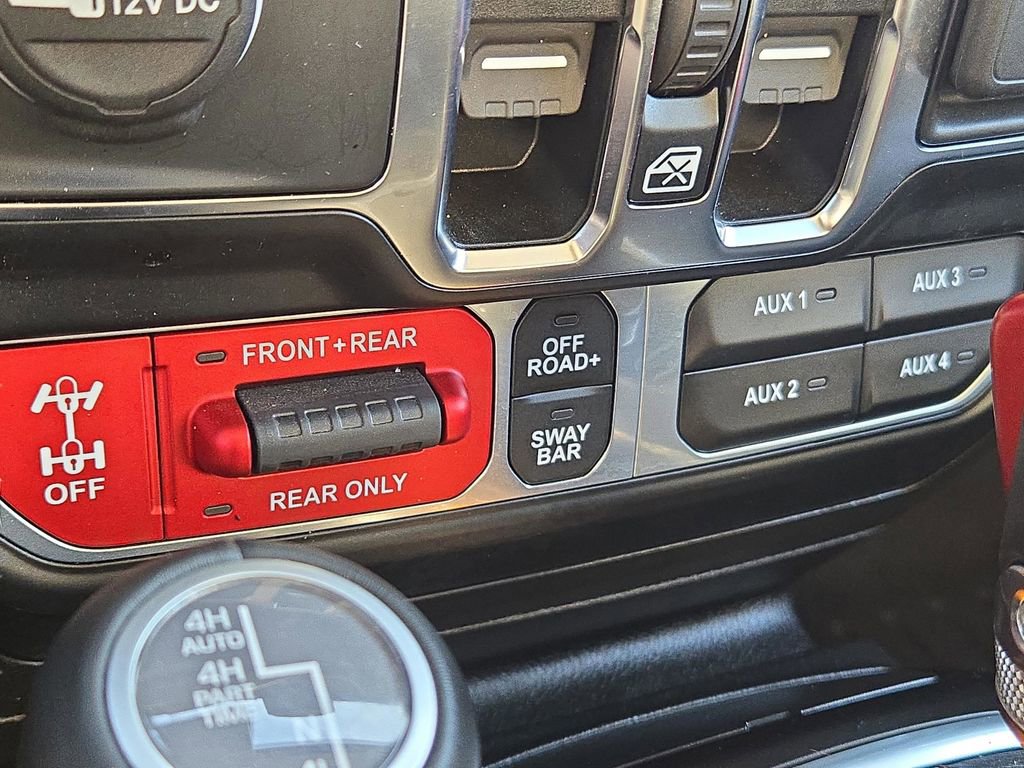 12V DC
FRONT+REAR
OFF
REAR ONLY
OFF
ROAD+
SWAY
BAR
AUX 1
AUX 3
AUX 2
AUX 4
4H
AUTO
4H
PART
TIME
N